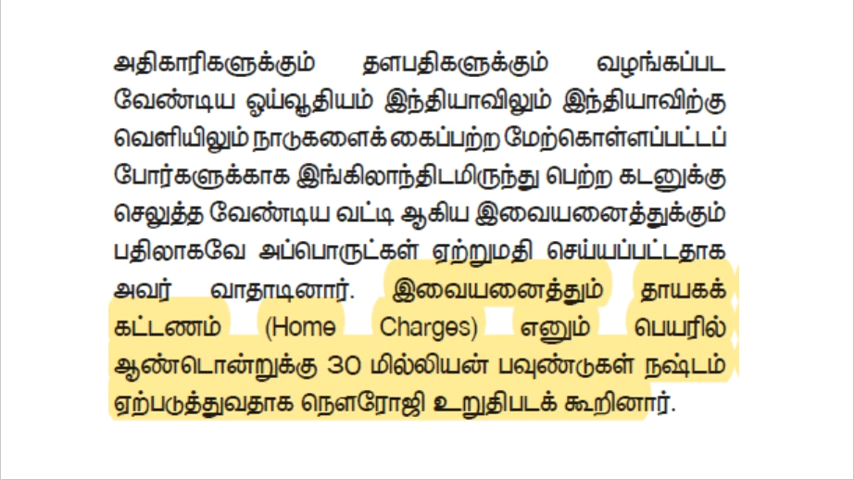 அதிகாரிகளுக்கும் தளபதிகளுக்கும் வழங்கப்பட
வேண்டிய ஓய்வூதியம் இந்தியாவிலும் இந்தியாவிற்கு
வெளியிலும் நாடுகளைக் கைப்பற்ற மேற்கொள்ளப்பட்டப்
போர்களுக்காக இங்கிலாந்திடமிருந்து பெற்ற கடனுக்கு
செலுத்த வேண்டிய வட்டி ஆகிய இவையனைத்துக்கும்
பதிலாகவே அப்பொருட்கள் ஏற்றுமதி செய்யப்பட்டதாக
அவர் வாதாடினார். இவையனைத்தும் தாயகக்
கட்டணம் (Home Charges) எனும் பெயரில்
ஆண்டொன்றுக்கு 30 மில்லியன் பவுண்டுகள் நஷ்டம்
ஏற்படுத்துவதாக நௌரோஜி உறுதிபடக் கூறினார்.